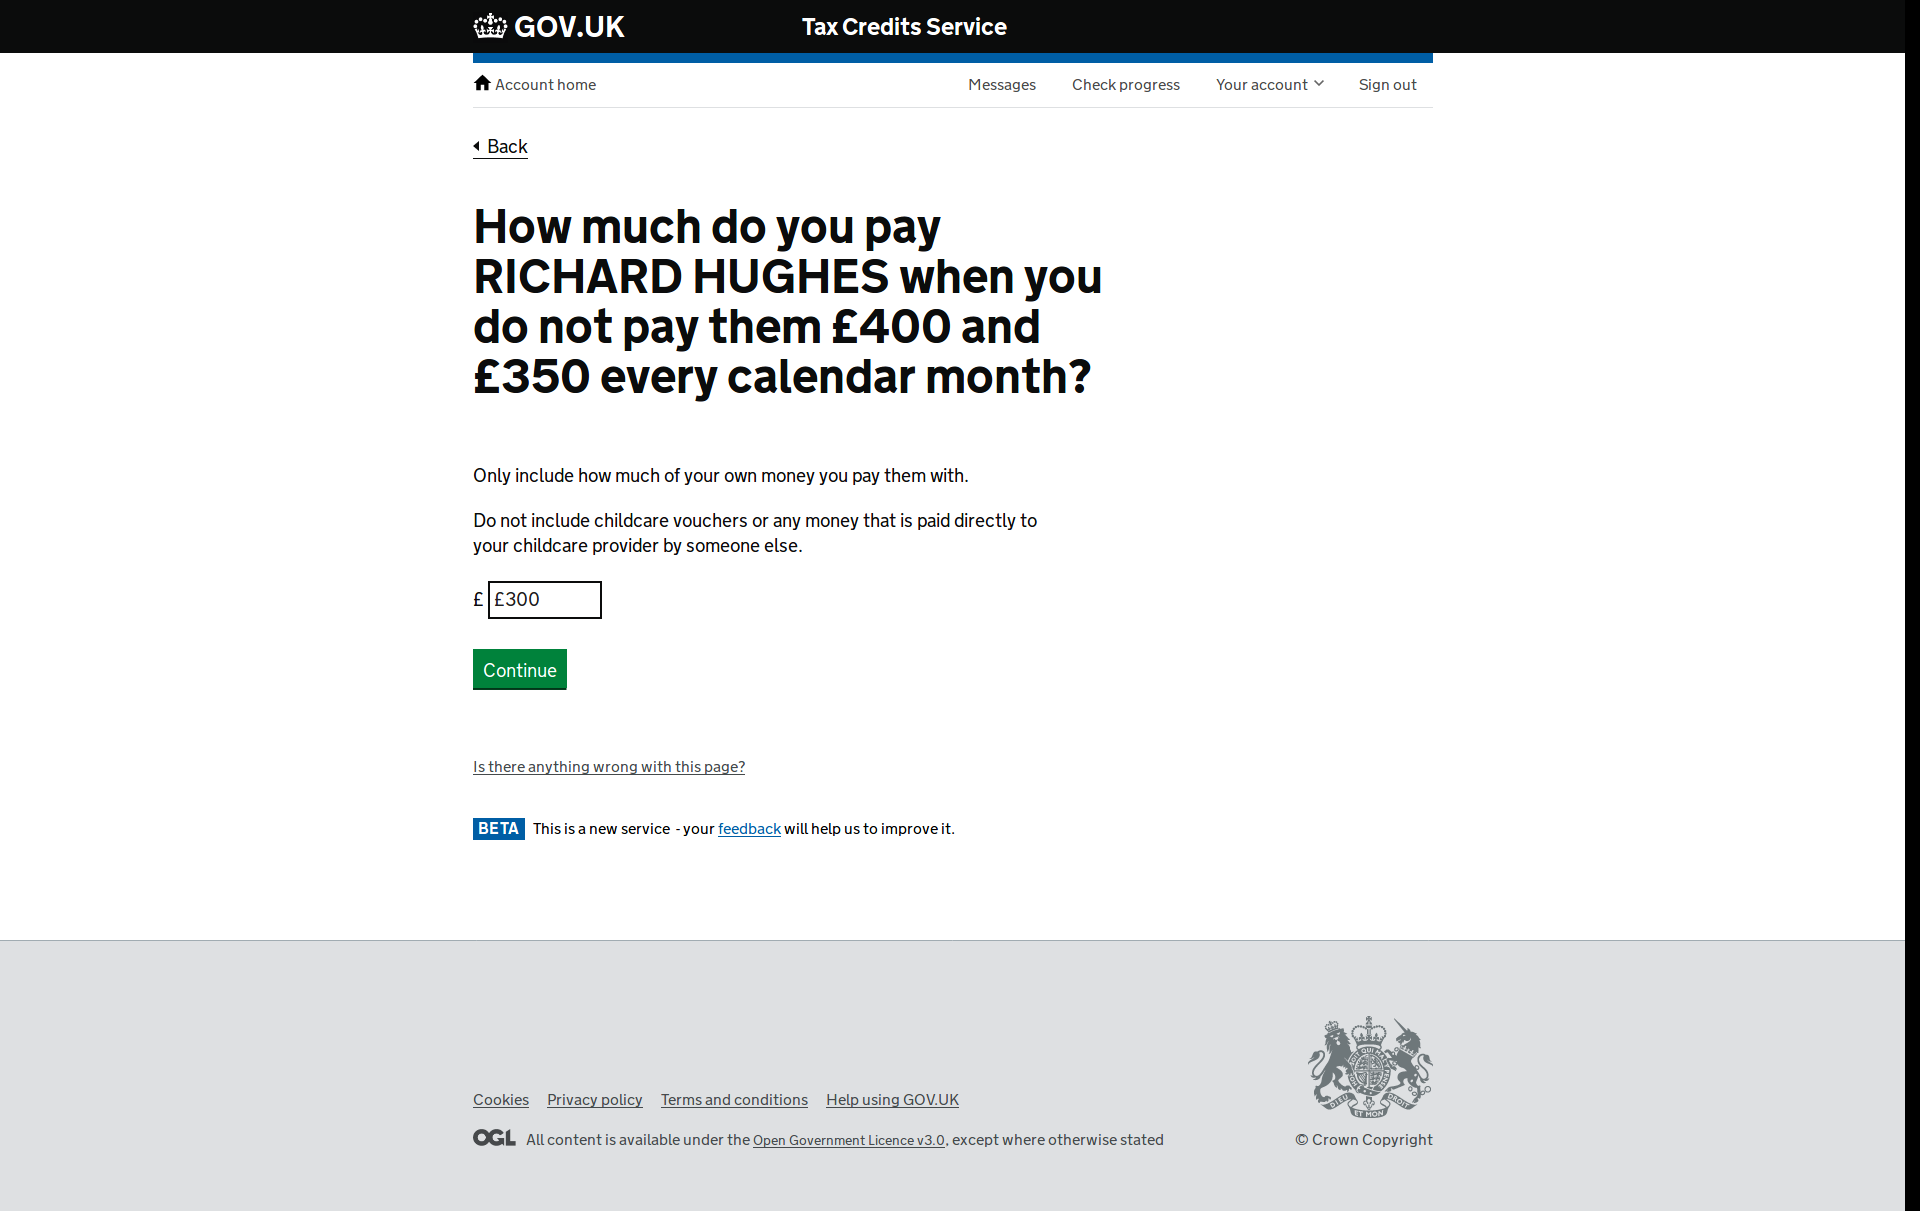 GOV.UK
Tax Credits Service
Account home
Messages
Check progress
Your account
Sign out
Back
How much do you pay
RICHARD HUGHES when you
do not pay them £400 and
£350 every calendar month?
Only include how much of your own money you pay them with.
Do not include childcare vouchers or any money that is paid directly to
your childcare provider by someone else.
£ £300
Continue
Is there anything wrong with this page?
BETA This is a new service - your feedback will help us to improve it.
Cookies Privacy policy Terms and conditions Help using GOV.UK
OGL All content is available under the Open Government Licence v3.0, except where otherwise stated
DIEU ET MON DROIT
© Crown Copyright